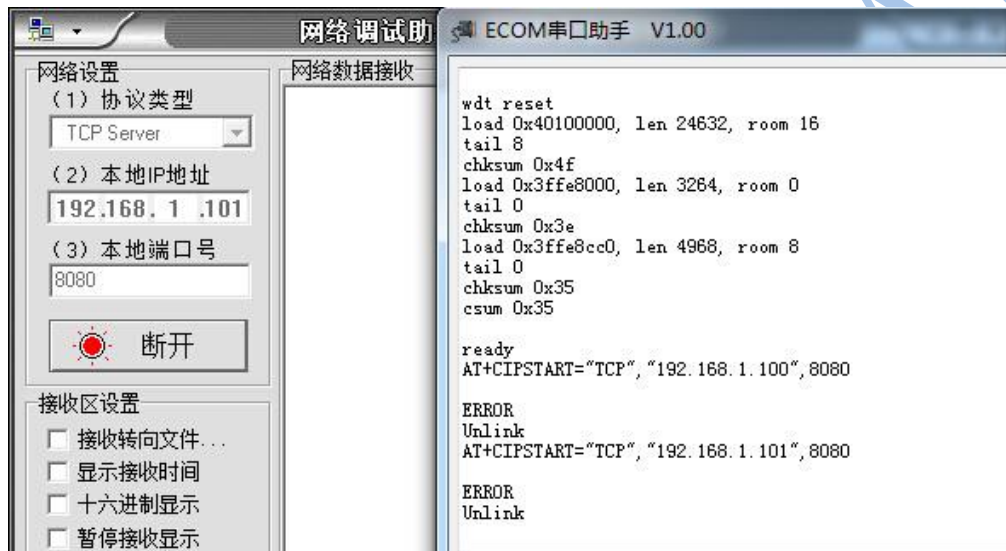 网络调试助
网络设置
(1) 协议类型
TCP Server
(2) 本地IP地址
192.168. 1 .101
(3) 本地端口号
8080
断开
接收区设置
接收转向文件...
显示接收时间
十六进制显示
暂停接收显示
网络数据接收
ECOM串口助手 V1.00
wdt reset
load 0x40100000, len 24632, room 16
tail 8
chksum 0x4f
load 0x3ffe8000, len 3264, room 0
tail 0
chksum 0x3e
load 0x3ffe8cc0, len 4968, room 8
tail 0
chksum 0x35
csum 0x35
ready
AT+CIPSTART="TCP","192.168.1.100",8080
ERROR
Unlink
AT+CIPSTART="TCP","192.168.1.101",8080
ERROR
Unlink